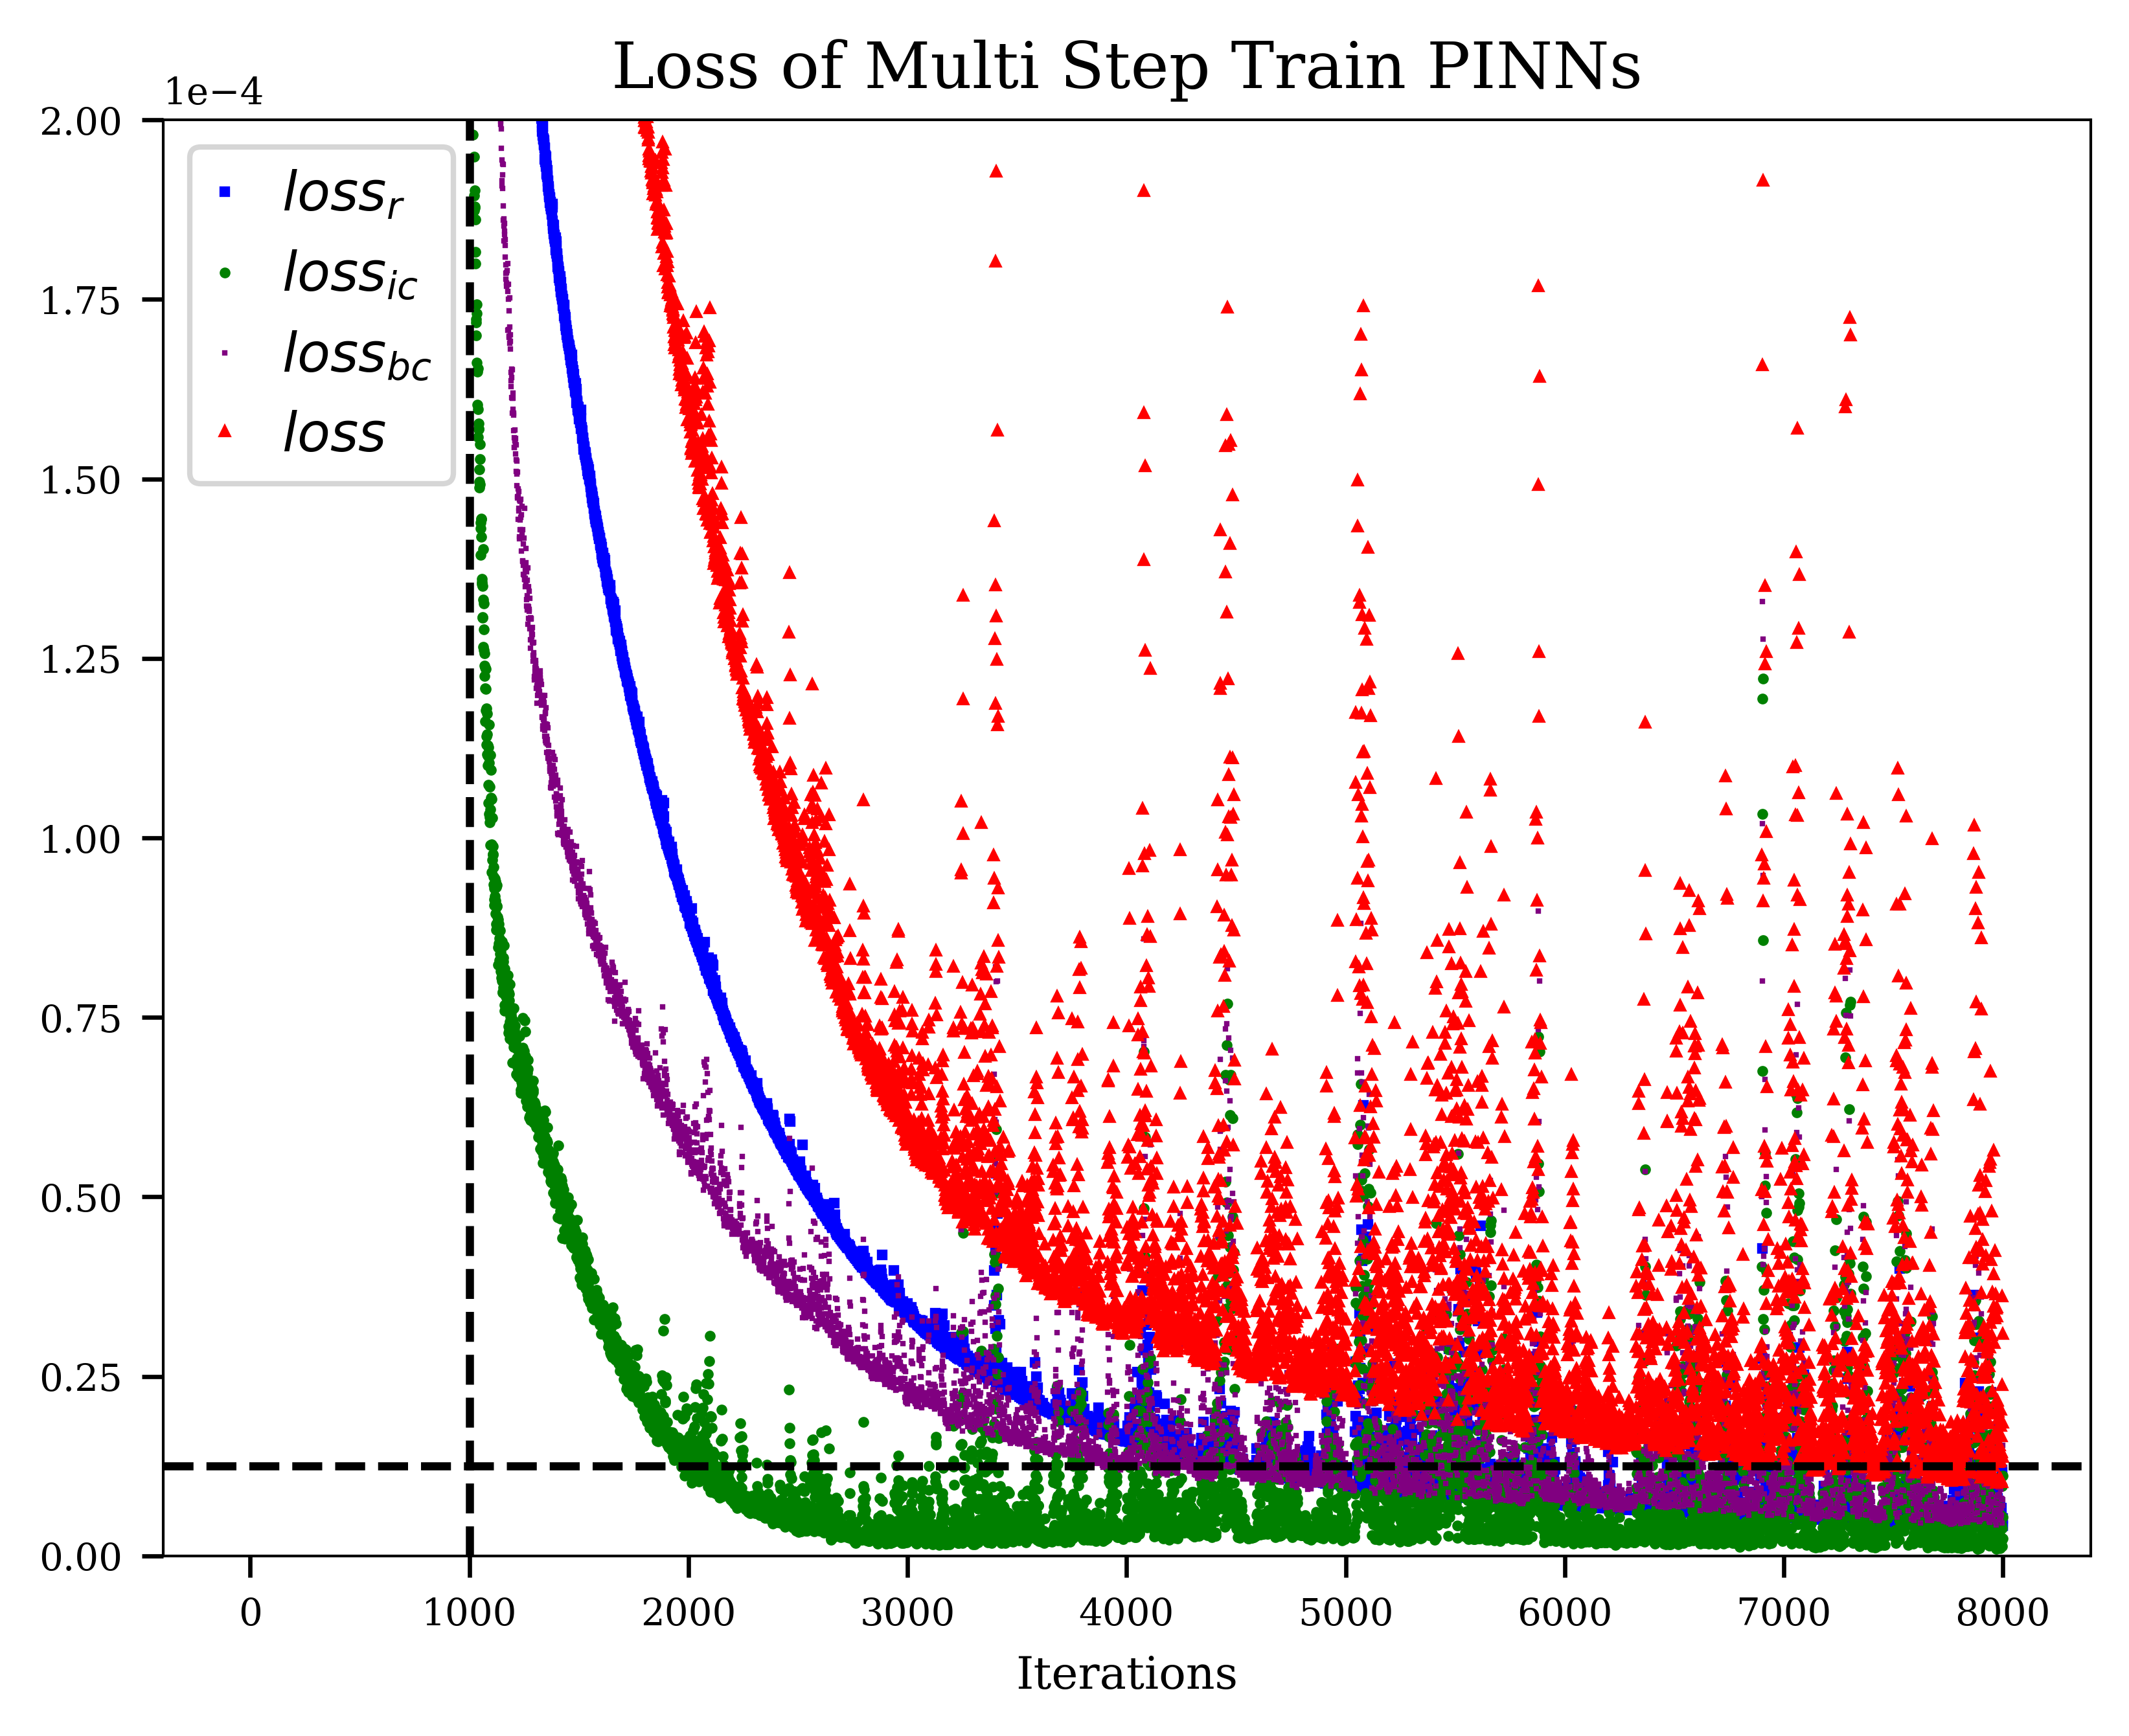 Loss of Multi Step Train PINNs
1e−4
2.00
1.75
1.50
1.25
1.00
0.75
0.50
0.25
0.00
loss_r
loss_ic
loss_bc
loss
0 1000 2000 3000 4000 5000 6000 7000 8000
Iterations